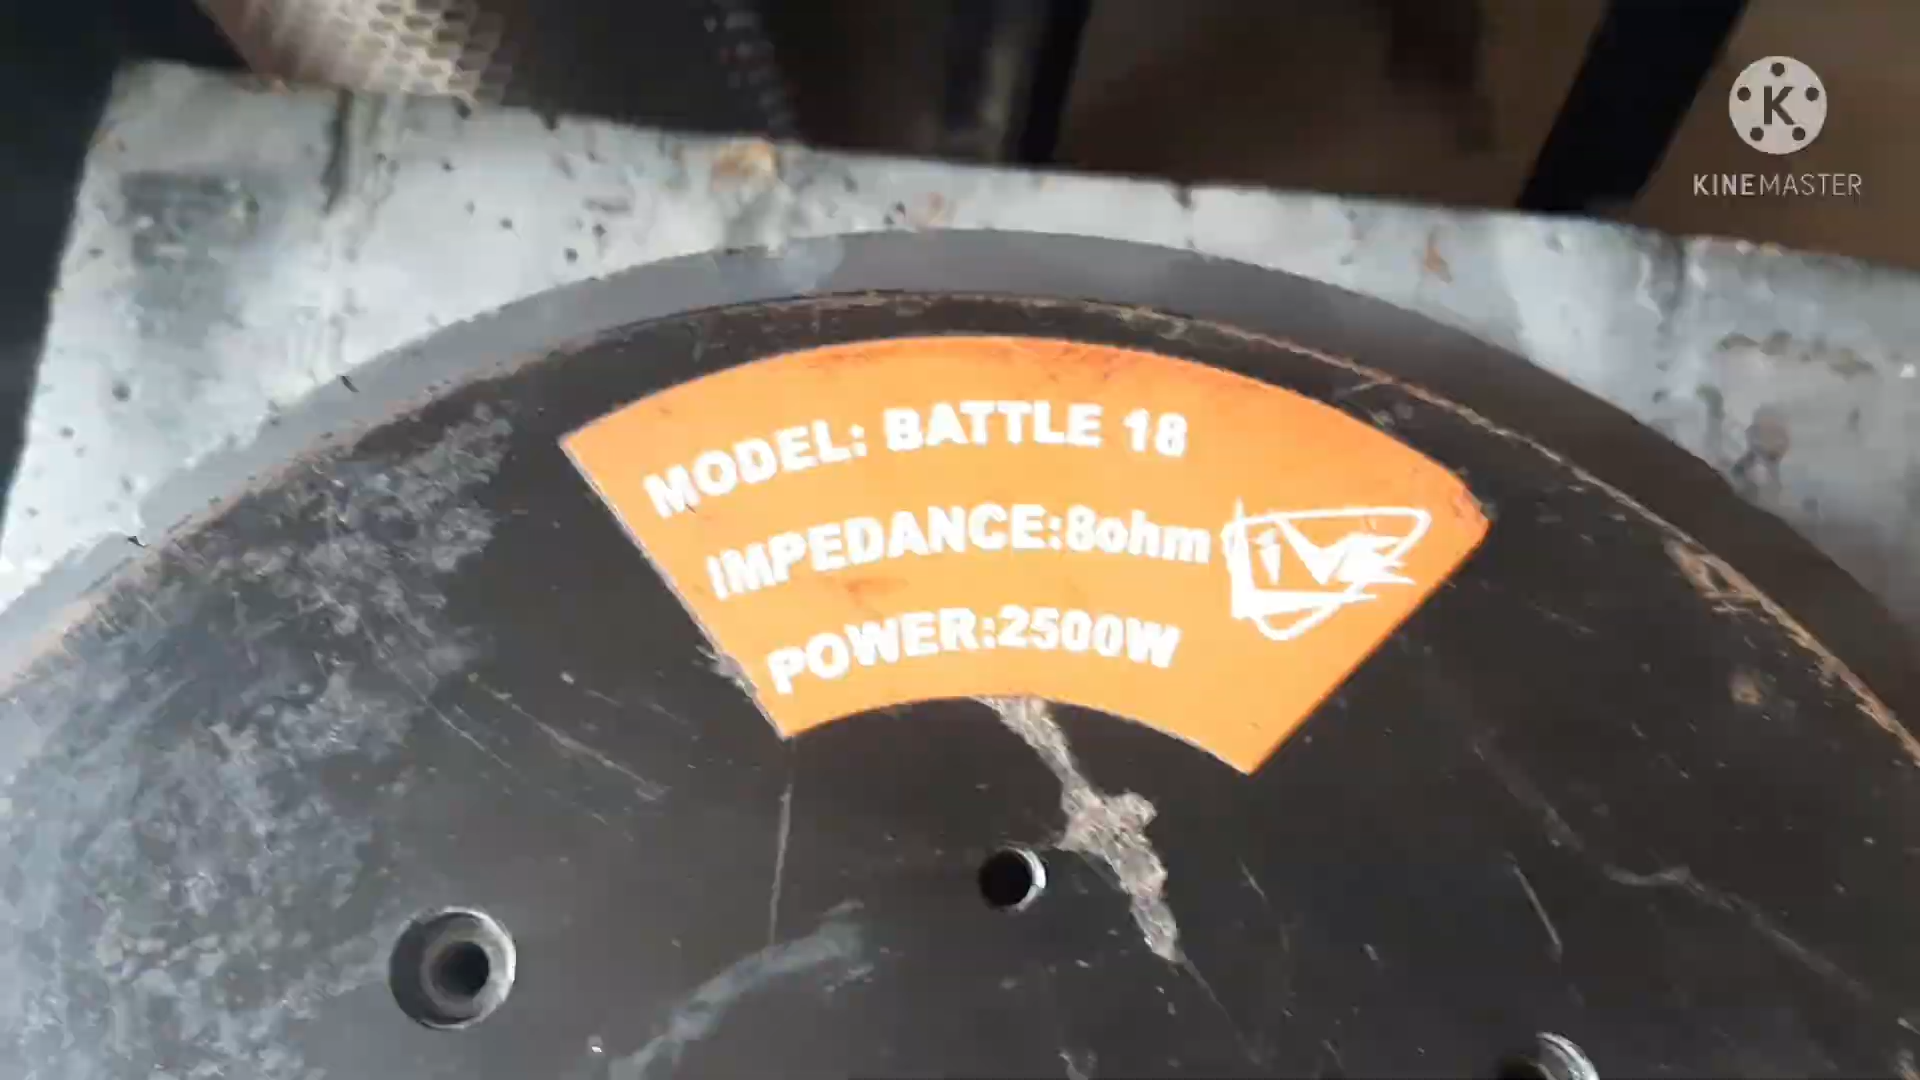 K
KINEMASTER
MODEL: BATTLE 18
IMPEDANCE:8ohm
POWER:2500W